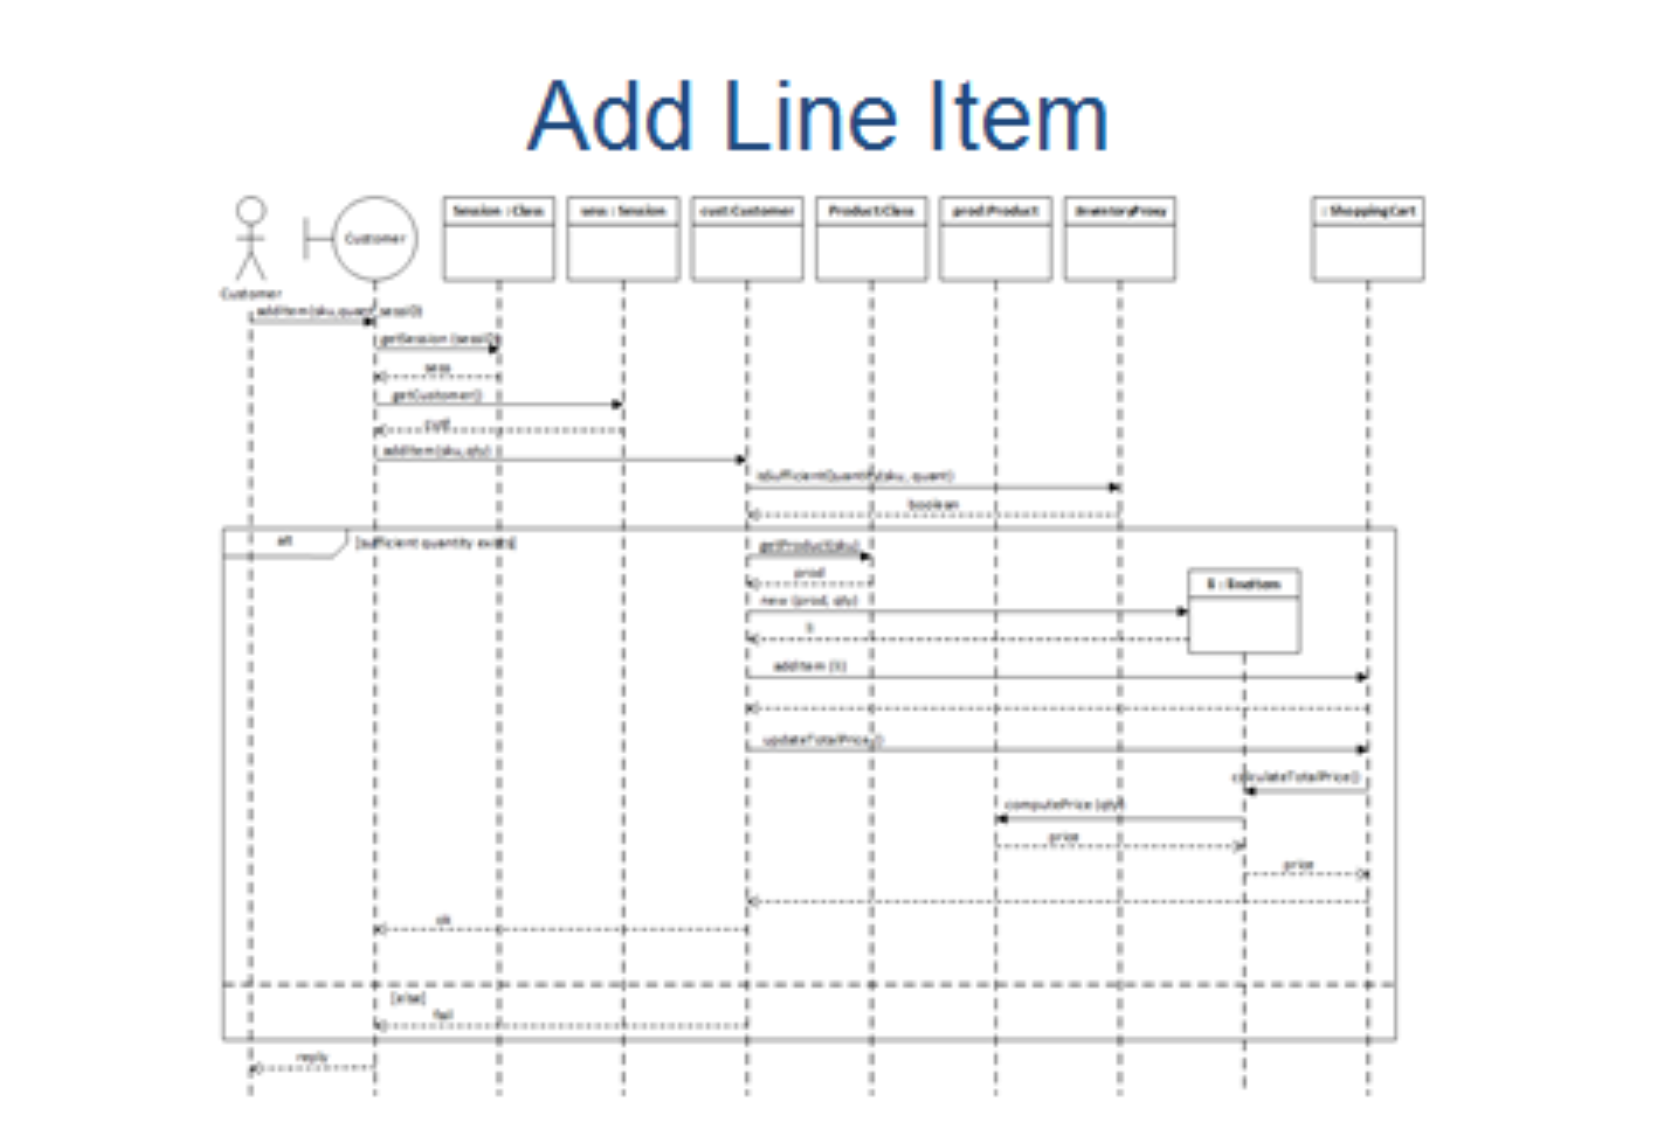 Add Line Item
Session : Class
sess : Session
cust:Customer
Product:Class
prod:Product
InventoryProxy
: ShoppingCart
Customer
Customer
addItem(sku,quant,sessID)
getSession (sessID)
sess
getCustomer()
cust
addItem(sku, qty)
isSufficientQuantity(sku, quant)
boolean
alt
[sufficient quantity exists]
getProduct(sku)
prod
li : lineItem
new (prod, qty)
li
addItem (li)
updateTotalPrice ()
calculateTotalPrice()
computePrice (qty)
price
price
ok
[else]
fail
reply